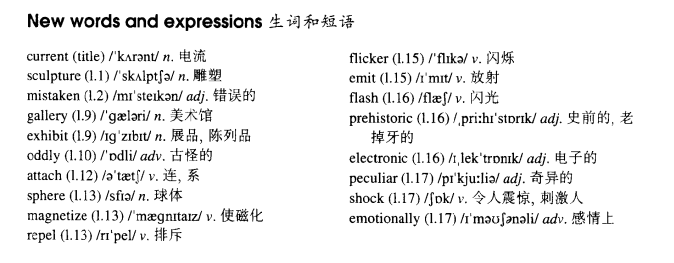 New words and expressions 生词和短语
current (title) /ˈkʌrənt/ n. 电流
sculpture (l.1) /ˈskʌlptʃə/ n. 雕塑
mistaken (l.2) /mɪˈsteɪkən/ adj. 错误的
gallery (l.9) /ˈgæləri/ n. 美术馆
exhibit (l.9) /ɪgˈzɪbɪt/ n. 展品, 陈列品
oddly (l.10) /ˈɒdli/ adv. 古怪的
attach (l.12) /əˈtætʃ/ v. 连, 系
sphere (l.13) /sfɪə/ n. 球体
magnetize (l.13) /ˈmægnɪtaɪz/ v. 使磁化
repel (l.13) /rɪˈpel/ v. 排斥
flicker (l.15) /ˈflɪkə/ v. 闪烁
emit (l.15) /ɪˈmɪt/ v. 放射
flash (l.16) /flæʃ/ v. 闪光
prehistoric (l.16) /ˌpriːhɪˈstɒrɪk/ adj. 史前的, 老
掉牙的
electronic (l.16) /ɪˌlekˈtrɒnɪk/ adj. 电子的
peculiar (l.17) /pɪˈkjuːliə/ adj. 奇异的
shock (l.17) /ʃɒk/ v. 令人震惊, 刺激人
emotionally (l.17) /ɪˈməʊʃənəli/ adv. 感情上